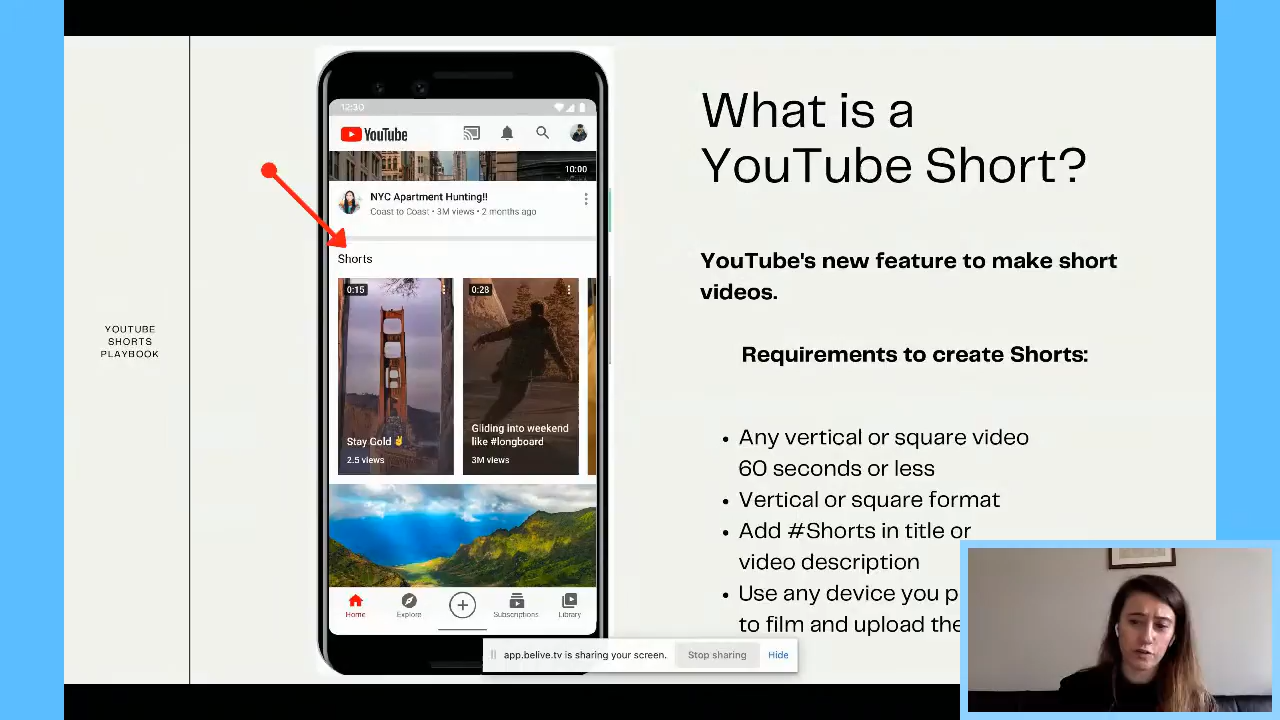 12:30
YouTube
10:00
NYC Apartment Hunting!!
Coast to Coast • 3M views • 2 months ago
Shorts
0:15
0:28
Stay Gold ✌
2.5 views
Gliding into weekend
like #longboard
3M views
Home
Explore
Subscriptions
Library
YOUTUBE
SHORTS
PLAYBOOK
What is a
YouTube Short?
YouTube's new feature to make short
videos.
Requirements to create Shorts:
• Any vertical or square video
60 seconds or less
• Vertical or square format
• Add #Shorts in title or
video description
• Use any device you p
to film and upload the
app.belive.tv is sharing your screen.
Stop sharing
Hide